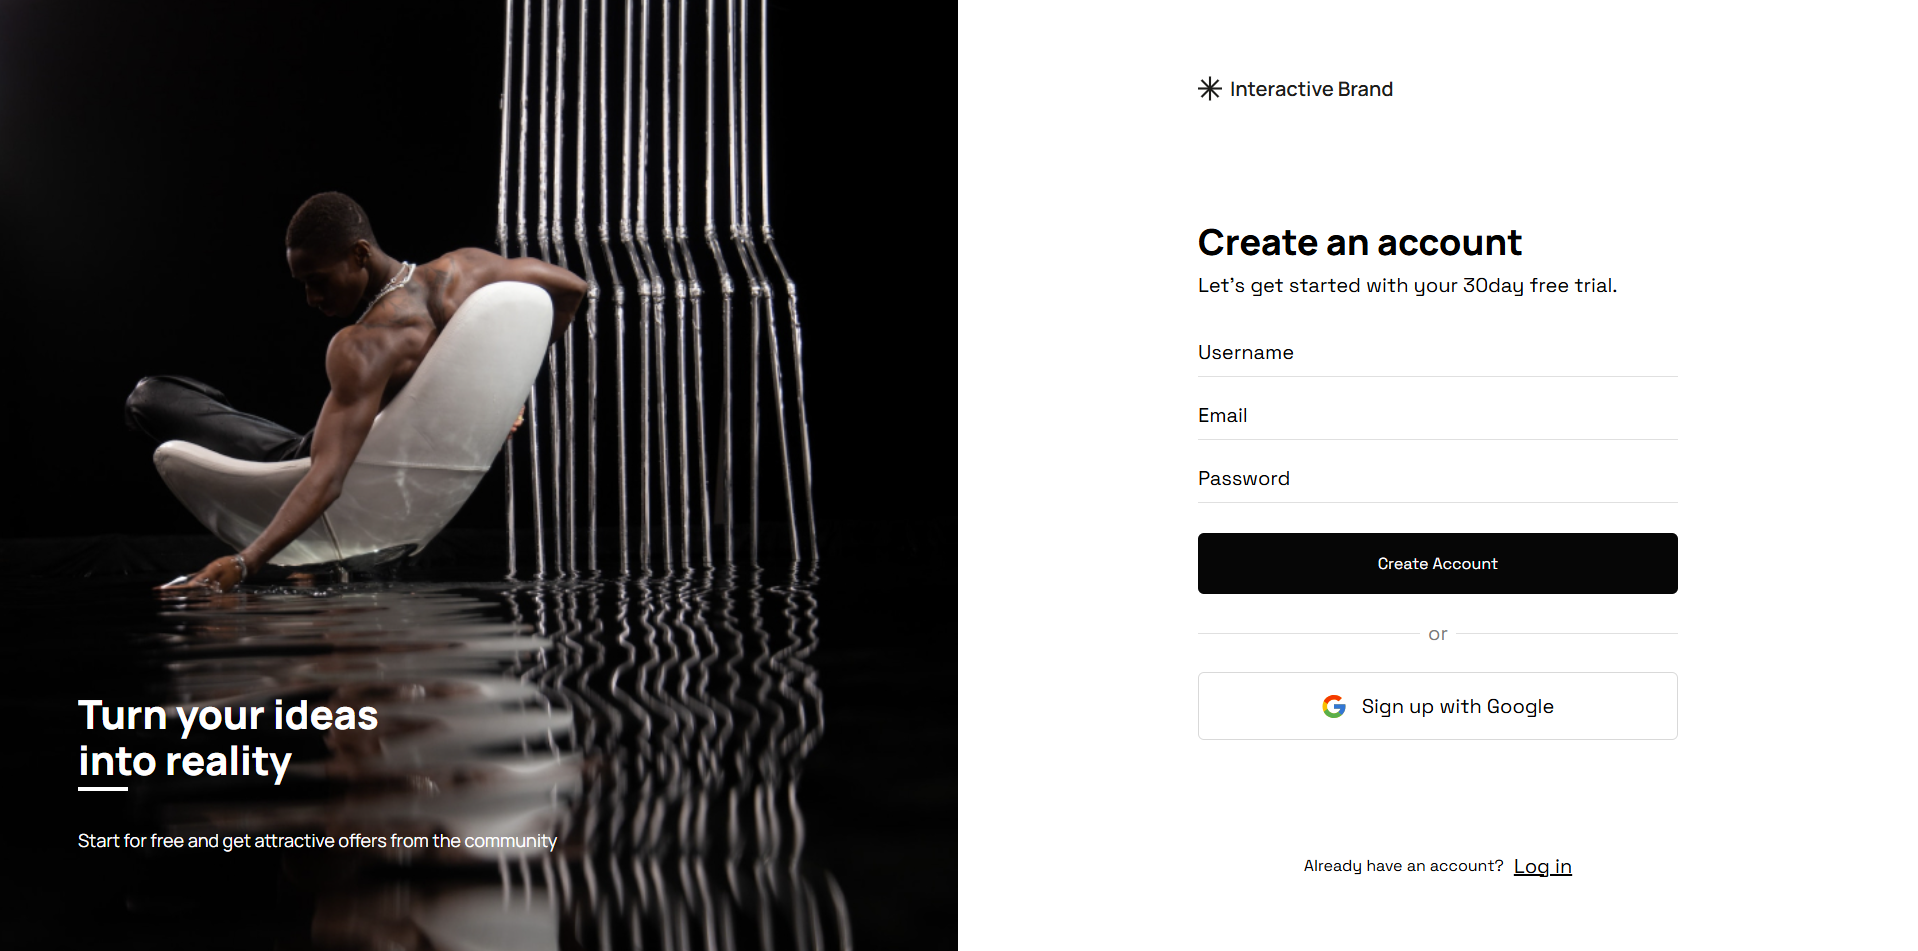 Turn your ideas
into reality
Start for free and get attractive offers from the community
Interactive Brand
Create an account
Let's get started with your 30day free trial.
Username
Email
Password
Create Account
or
Sign up with Google
Already have an account? Log in